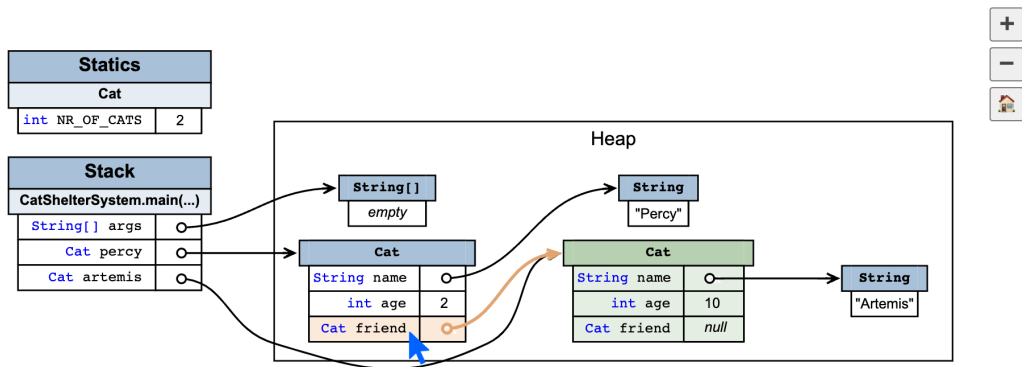 +
−
Statics
Cat
int NR_OF_CATS 2
Stack
CatShelterSystem.main(...)
String[] args
Cat percy
Cat artemis
Heap
String[]
empty
String
"Percy"
Cat
String name
int age 2
Cat friend
Cat
String name
int age 10
Cat friend null
String
"Artemis"